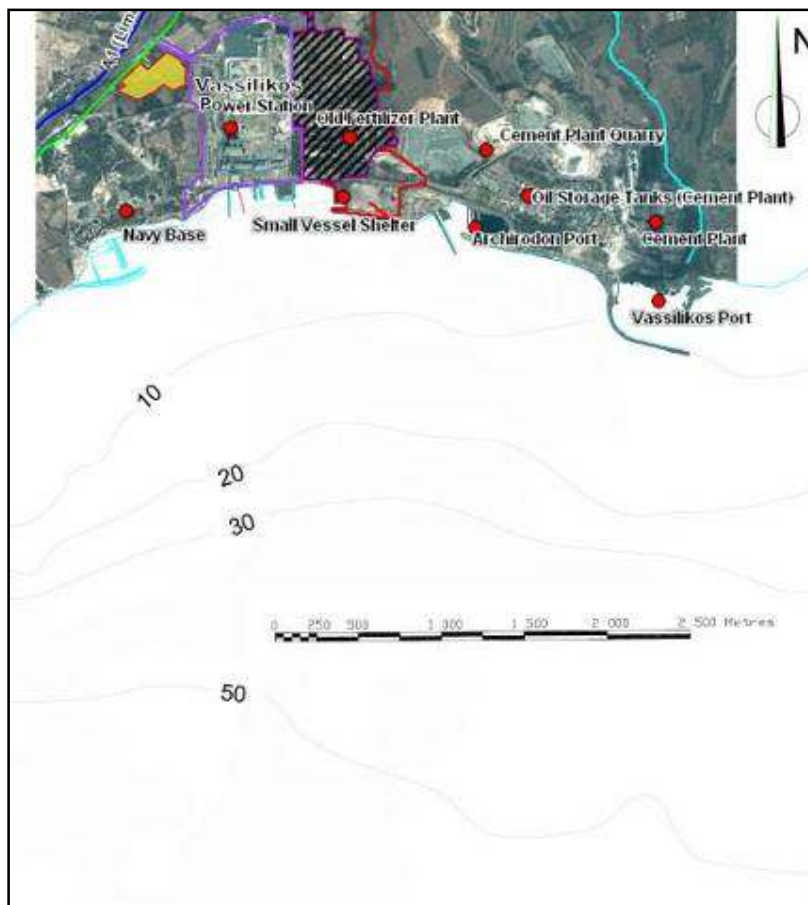 N
A1 (Lim
Vassilikos
Power Station
Old Fertilizer Plant
Cement Plant Quarry
Oil Storage Tanks (Cement Plant)
Navy Base
Small Vessel Shelter
Archirodon Port
Cement Plant
Vassilikos Port
10
20
30
0 250 500 1 000 1 500 2 000 2 500 Metres
50